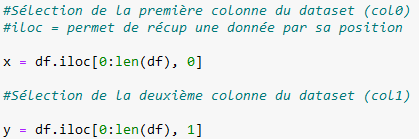 #Sélection de la première colonne du dataset (col0)
#iloc = permet de récup une donnée par sa position
x = df.iloc[0:len(df), 0]
#Sélection de la deuxième colonne du dataset (col1)
y = df.iloc[0:len(df), 1]